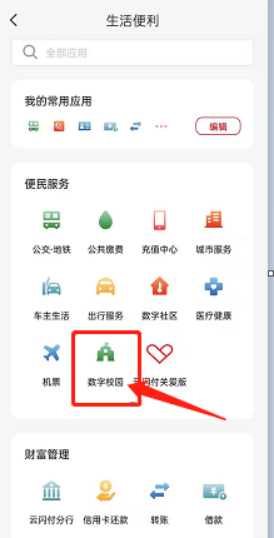 生活便利
全部应用
我的常用应用
编辑
便民服务
公交·地铁 公共缴费 充值中心 城市服务
车主生活 出行服务 数字社区 医疗健康
机票 数字校园 云闪付关爱版
财富管理
云闪付分行 信用卡还款 转账 借款